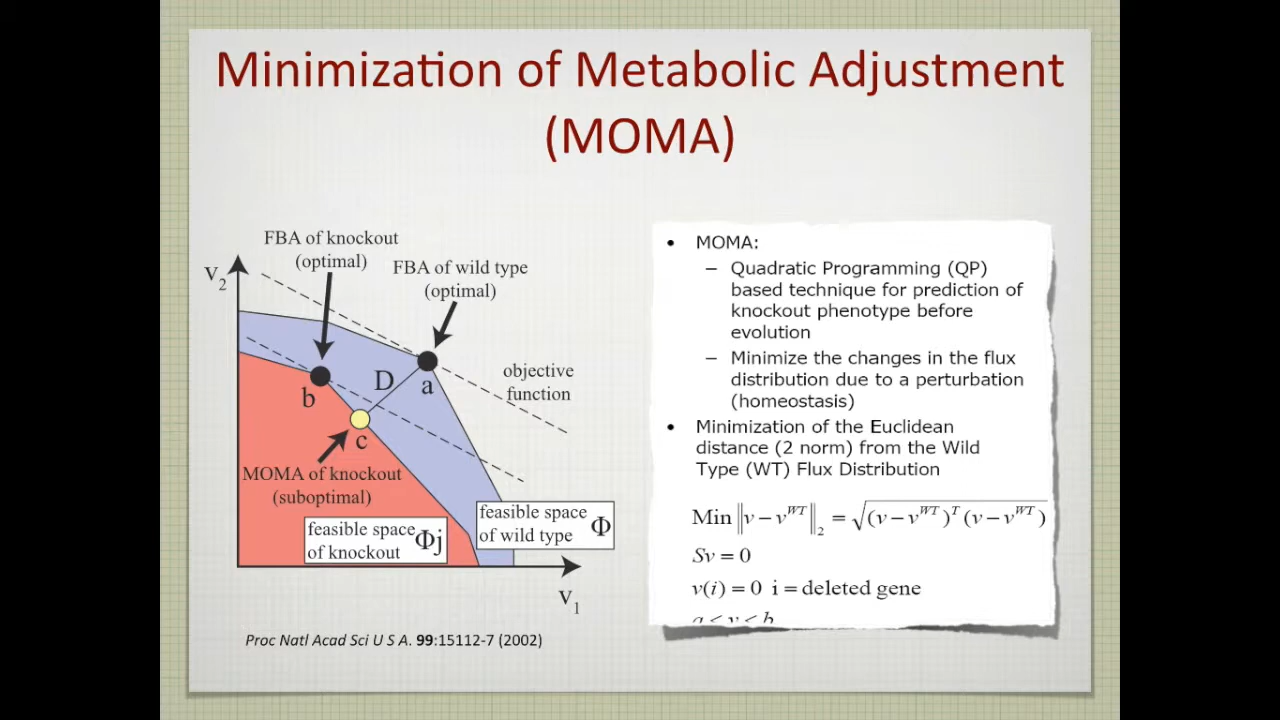 Minimization of Metabolic Adjustment
(MOMA)
FBA of knockout
(optimal)
FBA of wild type
(optimal)
v2
D
a
b
c
objective
function
MOMA of knockout
(suboptimal)
feasible space
of knockout Φj
feasible space
of wild type Φ
v1
Proc Natl Acad Sci U S A. 99:15112-7 (2002)
• MOMA:
– Quadratic Programming (QP)
based technique for prediction of
knockout phenotype before
evolution
– Minimize the changes in the flux
distribution due to a perturbation
(homeostasis)
• Minimization of the Euclidean
distance (2 norm) from the Wild
Type (WT) Flux Distribution
Min ‖v − v^WT‖₂ = √(v − v^WT)^T (v − v^WT)
Sv = 0
v(i) = 0 i = deleted gene